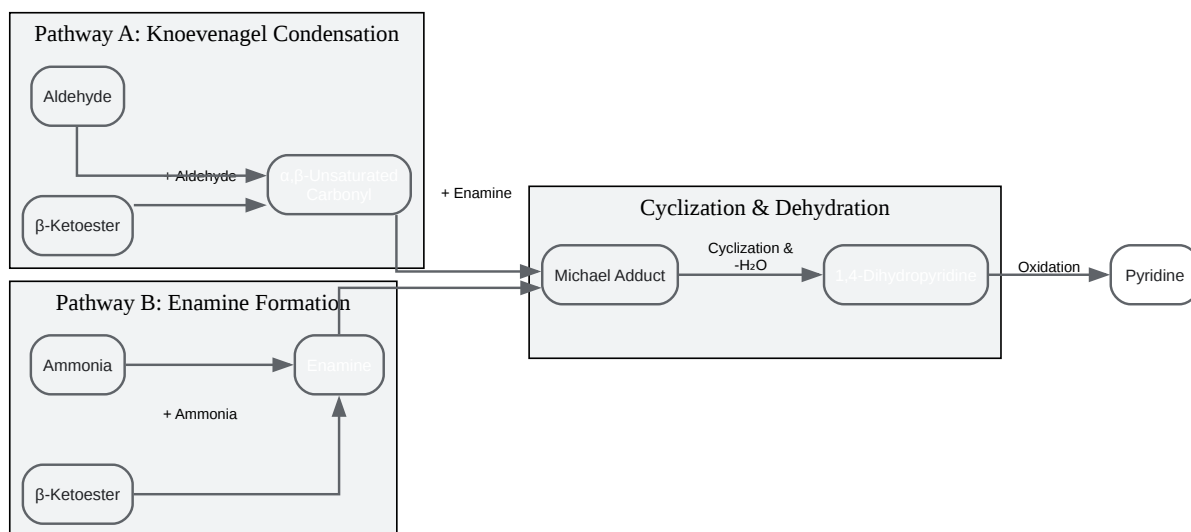 Pathway A: Knoevenagel Condensation
Aldehyde
+ Aldehyde
α,β-Unsaturated
Carbonyl
β-Ketoester
+ Enamine
Cyclization & Dehydration
Michael Adduct
Cyclization &
-H₂O
1,4-Dihydropyridine
Oxidation
Pyridine
Pathway B: Enamine Formation
Ammonia
Enamine
+ Ammonia
β-Ketoester